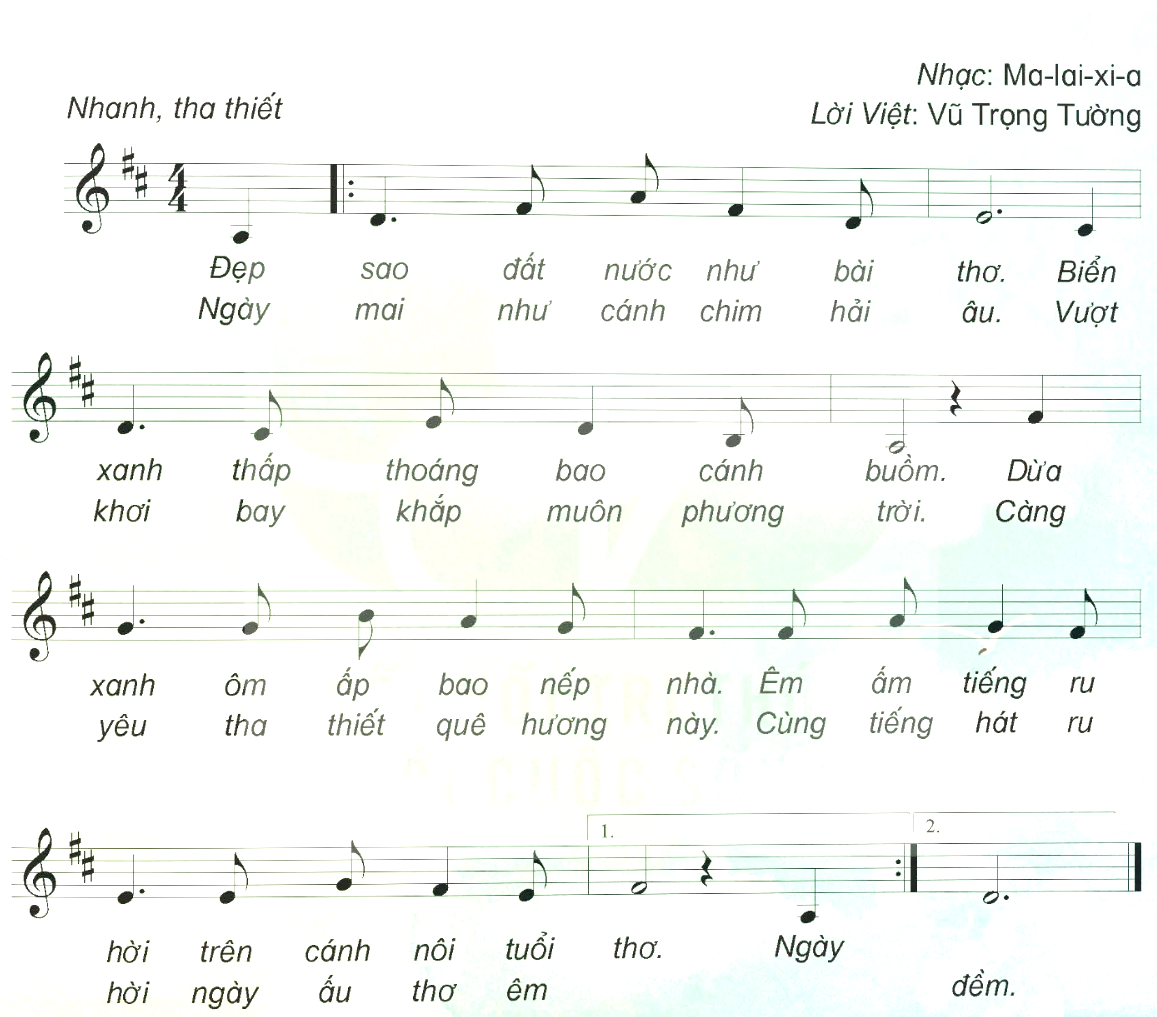 Nhạc: Ma-lai-xi-a
Nhanh, tha thiết
Lời Việt: Vũ Trọng Tường
4
4
Đẹp sao đất nước như bài thơ. Biển
Ngày mai như cánh chim hải âu. Vượt
xanh thấp thoáng bao cánh buồm. Dừa
khơi bay khắp muôn phương trời. Càng
xanh ôm ấp bao nếp nhà. Êm ấm tiếng ru
yêu tha thiết quê hương này. Cùng tiếng hát ru
1.
2.
hời trên cánh nôi tuổi thơ. Ngày
hời ngày ấu thơ êm đềm.